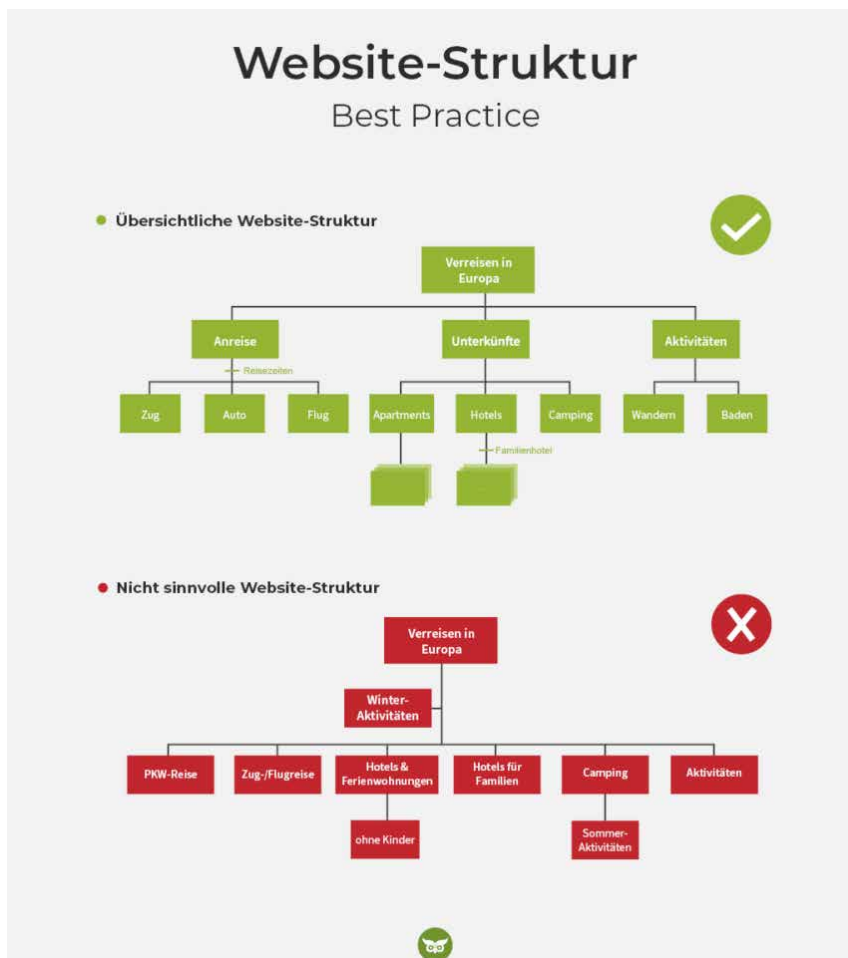 Website-Struktur
Best Practice
Übersichtliche Website-Struktur
Verreisen in
Europa
Anreise
Unterkünfte
Aktivitäten
Reisezeiten
Zug
Auto
Flug
Apartments
Hotels
Camping
Wandern
Baden
Familienhotel
Nicht sinnvolle Website-Struktur
Verreisen in
Europa
Winter-
Aktivitäten
PKW-Reise
Zug-/Flugreise
Hotels &
Ferienwohnungen
Hotels für
Familien
Camping
Aktivitäten
ohne Kinder
Sommer-
Aktivitäten